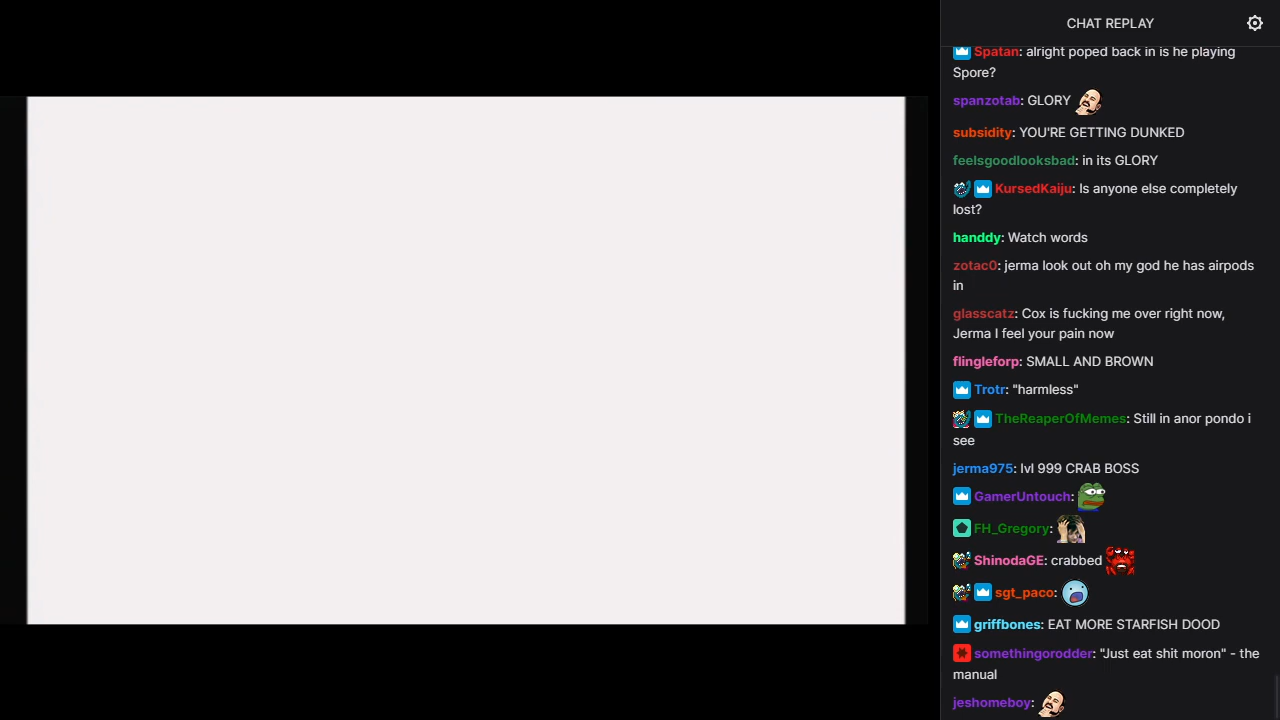 CHAT REPLAY
Spatan: alright poped back in is he playing
Spore?
spanzotab: GLORY
subsidity: YOU'RE GETTING DUNKED
feelsgoodlooksbad: in its GLORY
KursedKaiju: Is anyone else completely
lost?
handdy: Watch words
zotac0: jerma look out oh my god he has airpods
in
glasscatz: Cox is fucking me over right now,
Jerma I feel your pain now
flingleforp: SMALL AND BROWN
Trotr: "harmless"
TheReaperOfMemes: Still in anor pondo i
see
jerma975: lvl 999 CRAB BOSS
GamerUntouch:
FH_Gregory:
ShinodaGE: crabbed
sgt_paco:
griffbones: EAT MORE STARFISH DOOD
somethingorodder: "Just eat shit moron" - the
manual
jeshomeboy: